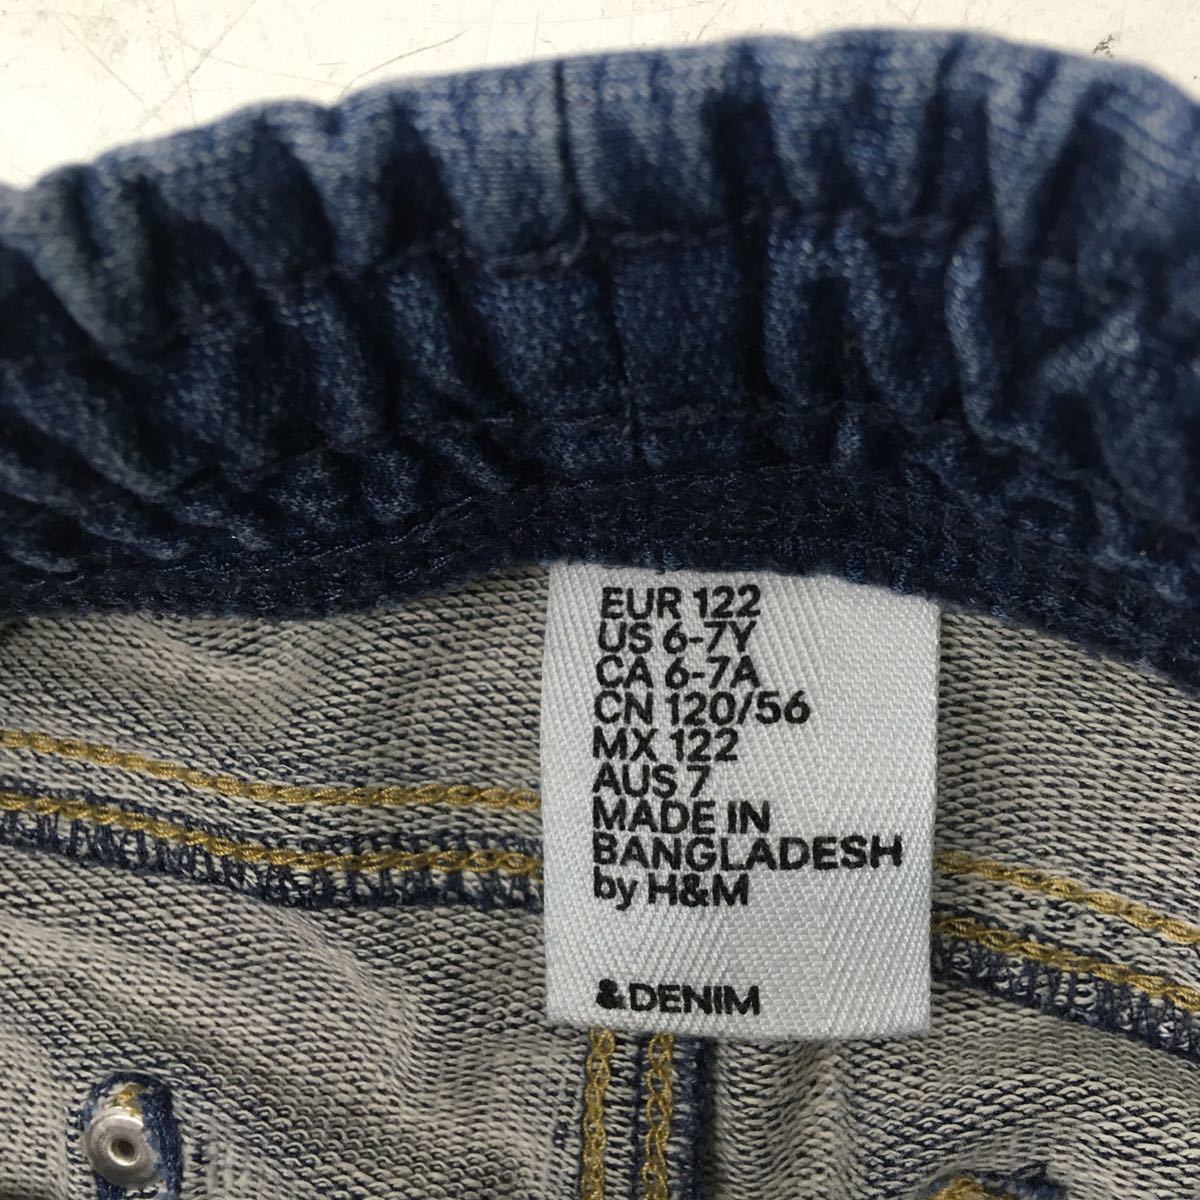 EUR 122
US 6-7Y
CA 6-7A
CN 120/56
MX 122
AUS 7
MADE IN
BANGLADESH
by H&M
&DENIM